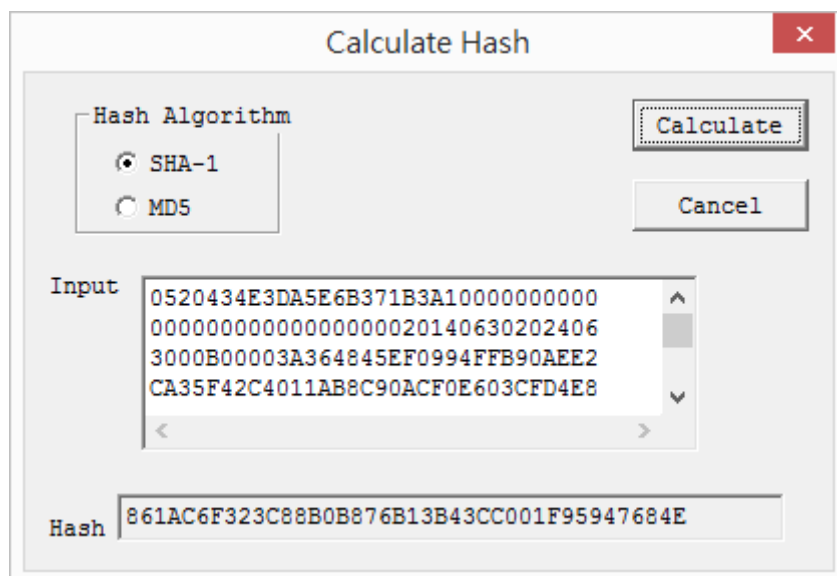 Calculate Hash
Hash Algorithm
SHA-1
MD5
Calculate
Cancel
Input
0520434E3DA5E6B371B3A10000000000
00000000000000000020140630202406
3000B00003A364845EF0994FFB90AEE2
CA35F42C4011AB8C90ACF0E603CFD4E8
Hash
861AC6F323C88B0B876B13B43CC001F95947684E